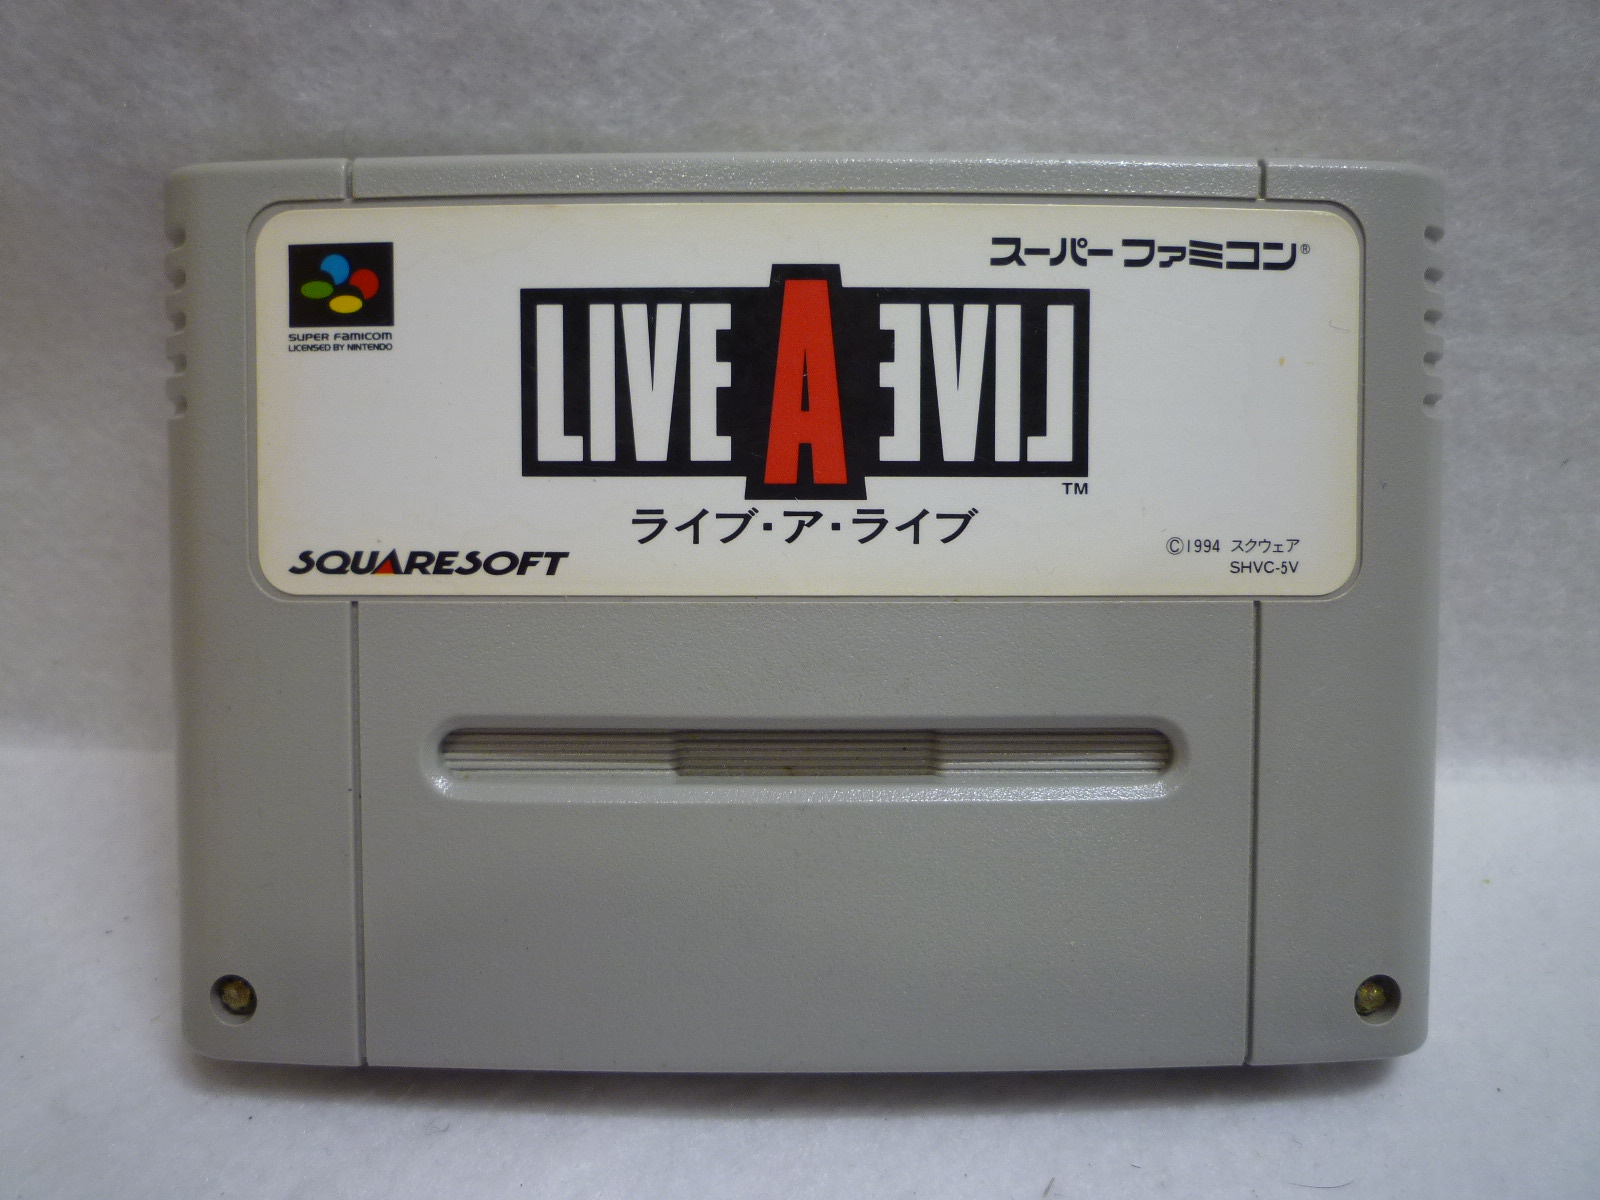 スーパーファミコン®
SUPER FAMICOM
LICENSED BY NINTENDO
LIVE A EVIL
TM
ライブ・ア・ライブ
SQUARESOFT
©1994 スクウェア
SHVC-5V